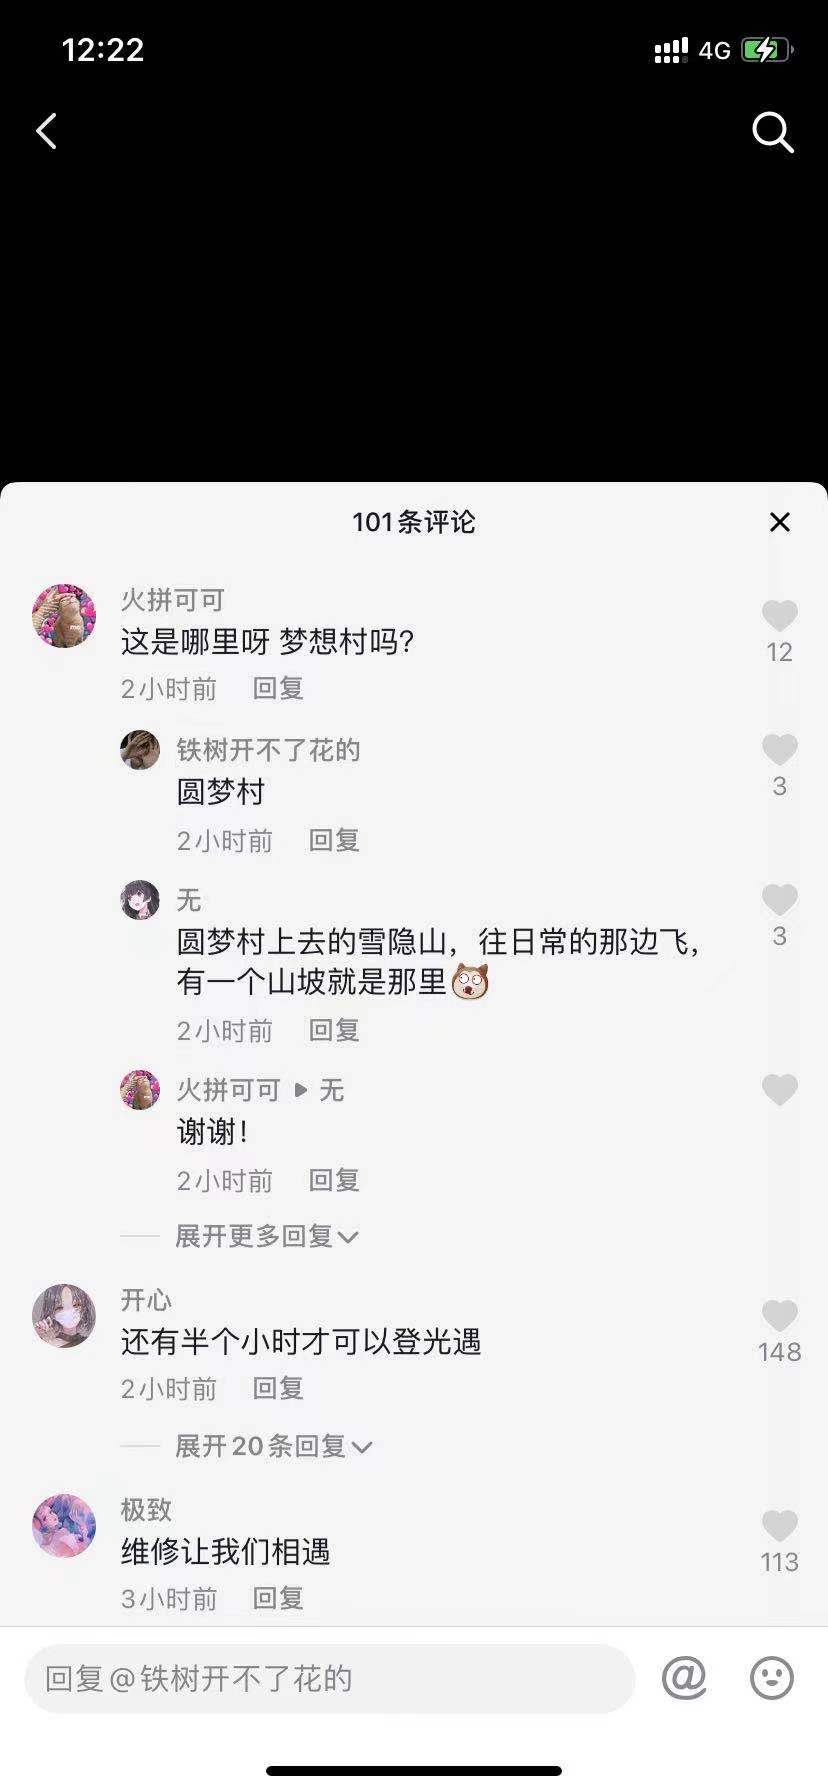 12:22
4G
101条评论
火拼可可
这是哪里呀 梦想村吗？
12
2小时前 回复
铁树开不了花的
圆梦村
3
2小时前 回复
无
圆梦村上去的雪隐山，往日常的那边飞，
有一个山坡就是那里
3
2小时前 回复
火拼可可 ▶ 无
谢谢！
2小时前 回复
展开更多回复
开心
还有半个小时才可以登光遇
148
2小时前 回复
展开20条回复
极致
维修让我们相遇
113
3小时前 回复
回复@铁树开不了花的
@